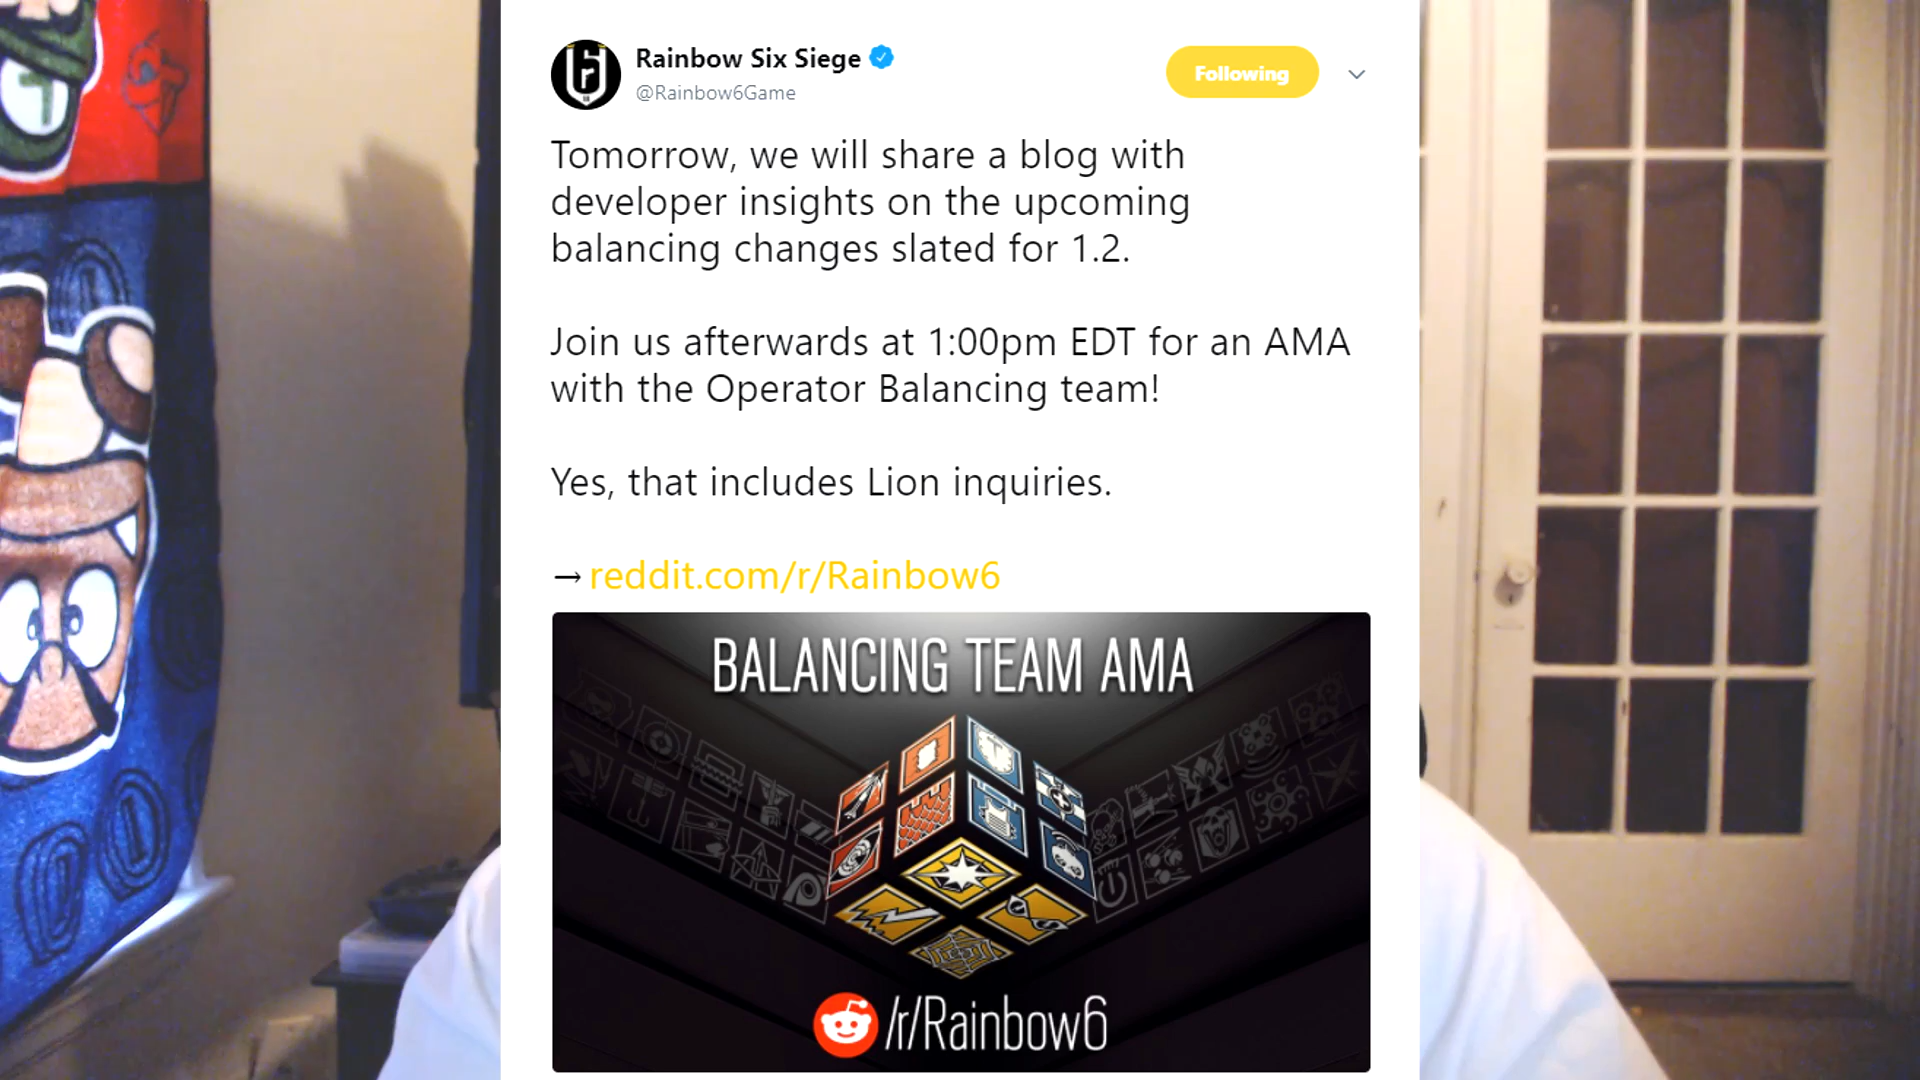 Rainbow Six Siege
@Rainbow6Game
Following
Tomorrow, we will share a blog with
developer insights on the upcoming
balancing changes slated for 1.2.
Join us afterwards at 1:00pm EDT for an AMA
with the Operator Balancing team!
Yes, that includes Lion inquiries.
→ reddit.com/r/Rainbow6
BALANCING TEAM AMA
/r/Rainbow6